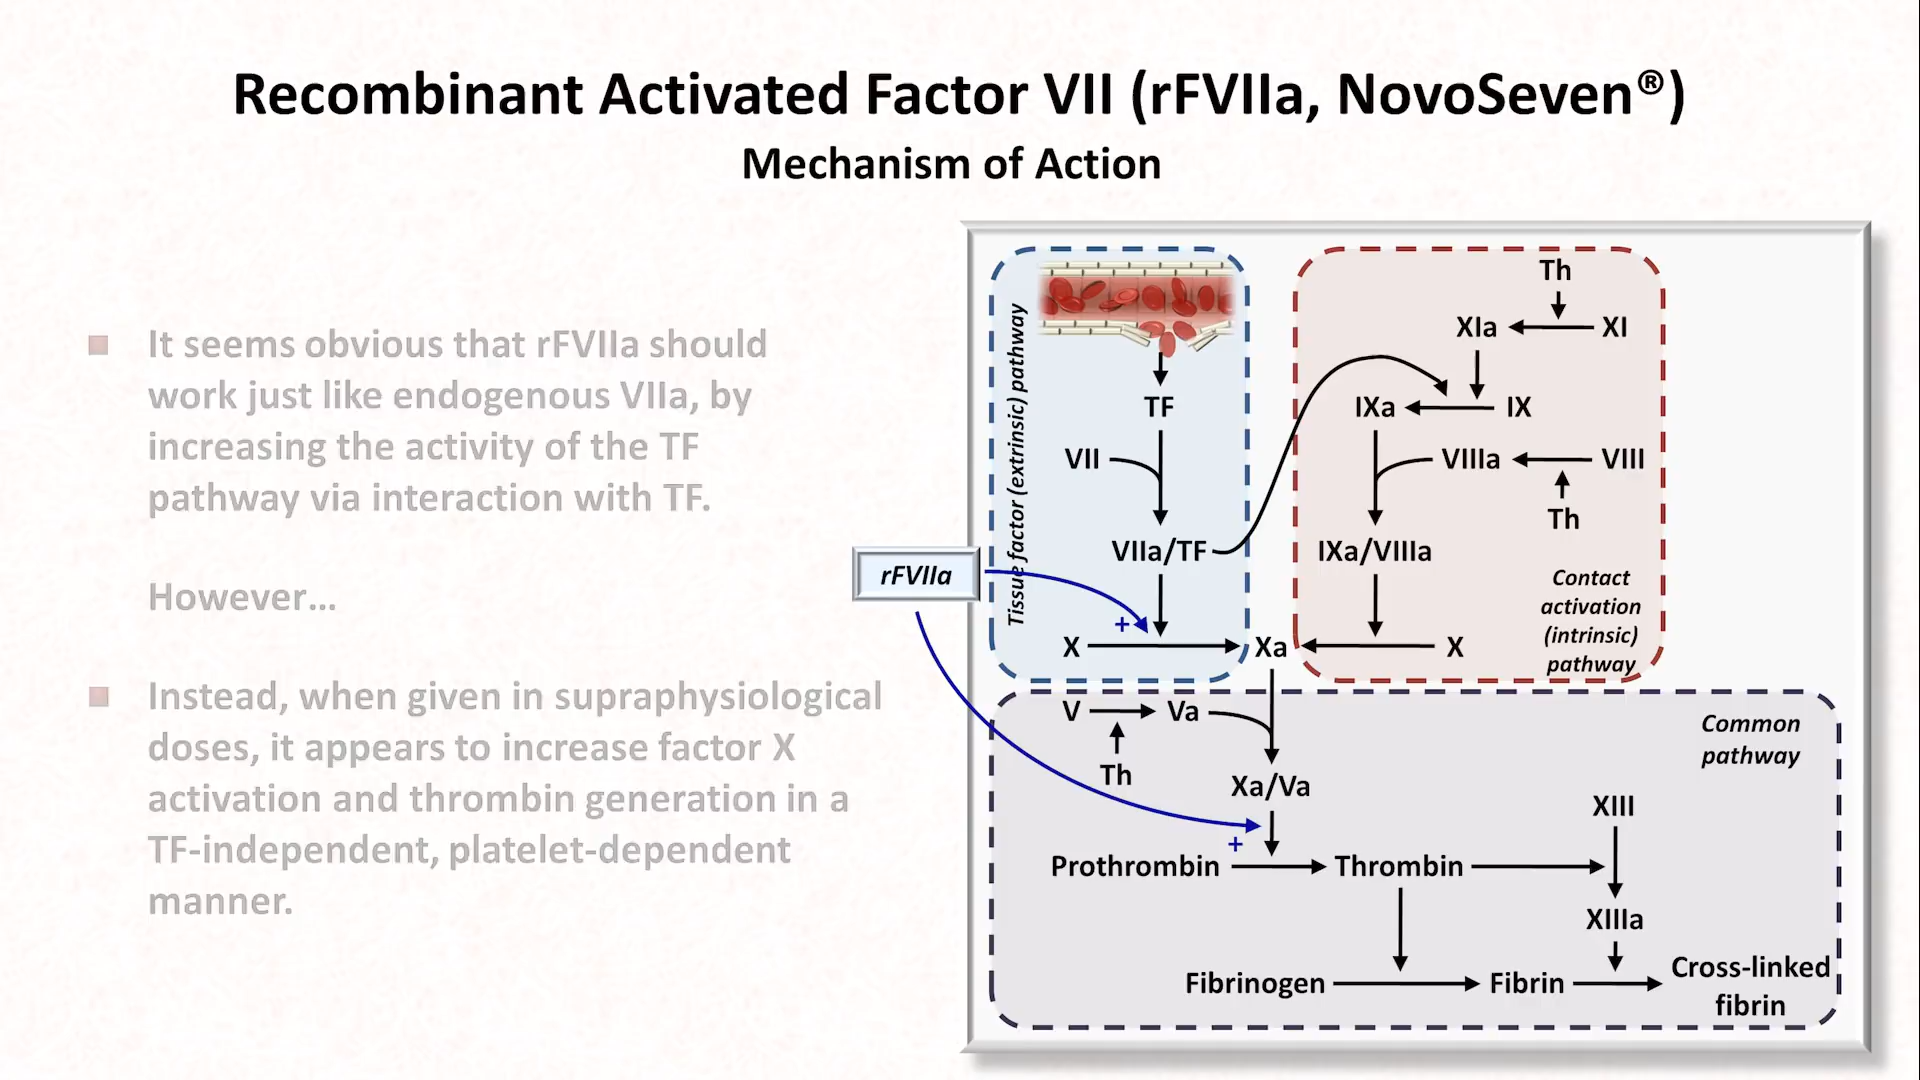 Recombinant Activated Factor VII (rFVIIa, NovoSeven®)
Mechanism of Action
It seems obvious that rFVIIa should
work just like endogenous VIIa, by
increasing the activity of the TF
pathway via interaction with TF.
However…
Instead, when given in supraphysiological
doses, it appears to increase factor X
activation and thrombin generation in a
TF-independent, platelet-dependent
manner.
rFVIIa
Tissue factor (extrinsic) pathway
TF
VII
VIIa/TF
+
X
Xa
Th
XIa
XI
IXa
IX
VIIIa
VIII
Th
IXa/VIIIa
Contact
activation
(intrinsic)
pathway
X
V
Va
Th
Xa/Va
+
Common
pathway
Prothrombin
Thrombin
XIII
XIIIa
Fibrinogen
Fibrin
Cross-linked
fibrin